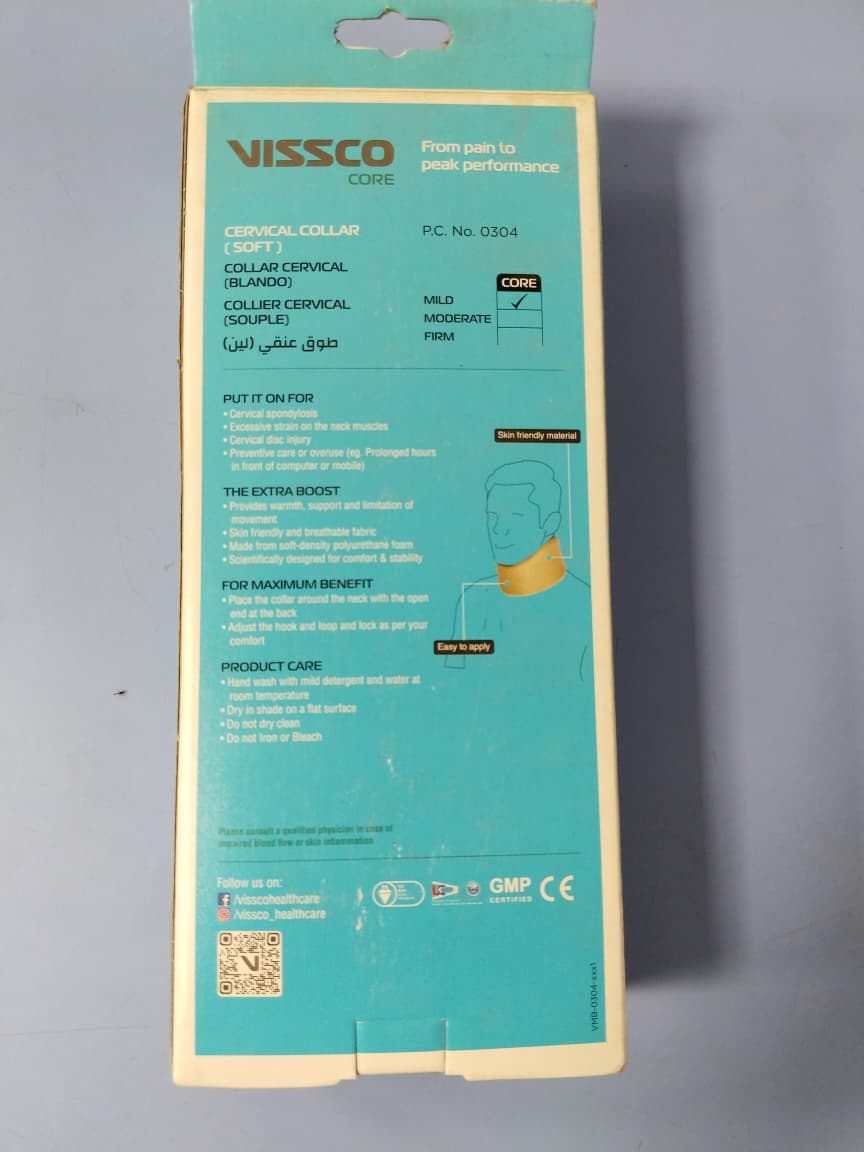 VISSCO
CORE
From pain to
peak performance
CERVICAL COLLAR
( SOFT )
P.C. No. 0304
COLLAR CERVICAL
(BLANDO)
COLLIER CERVICAL
(SOUPLE)
طوق عنقي (لين)
CORE
MILD ✓
MODERATE
FIRM
PUT IT ON FOR
• Cervical spondylosis
• Excessive strain on the neck muscles
• Cervical disc injury
• Preventive care or overuse (eg. Prolonged hours
in front of computer or mobile)
Skin friendly material
THE EXTRA BOOST
• Provides warmth, support and limitation of
movement
• Skin friendly and breathable fabric
• Made from soft-density polyurethane foam
• Scientifically designed for comfort & stability
FOR MAXIMUM BENEFIT
• Place the collar around the neck with the open
end at the back
• Adjust the hook and loop and lock as per your
comfort
Easy to apply
PRODUCT CARE
• Hand wash with mild detergent and water at
room temperature
• Dry in shade on a flat surface
• Do not dry clean
• Do not Iron or Bleach
Please consult a qualified physician in case of
impaired blood flow or skin inflammation
Follow us on:
/visscohealthcare
/vissco_healthcare
GMP
CERTIFIED
CE
V
VMB-0304-xxx1